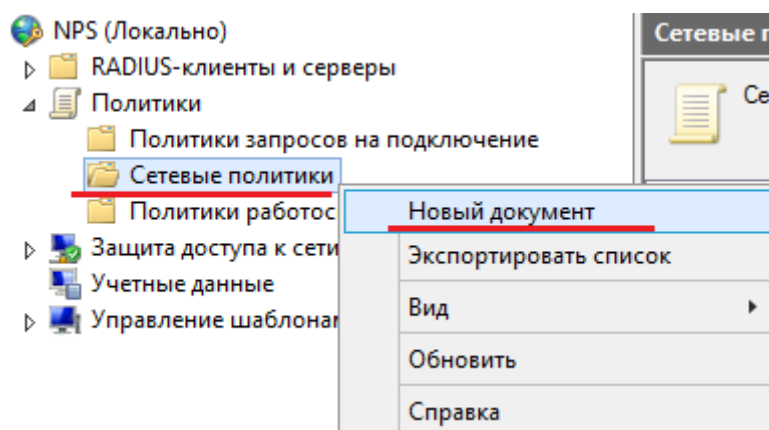 NPS (Локально)
RADIUS-клиенты и серверы
Политики
Политики запросов на подключение
Сетевые политики
Политики работос
Защита доступа к сети
Учетные данные
Управление шаблонам
Сетевые п
Се
Новый документ
Экспортировать список
Вид
Обновить
Справка